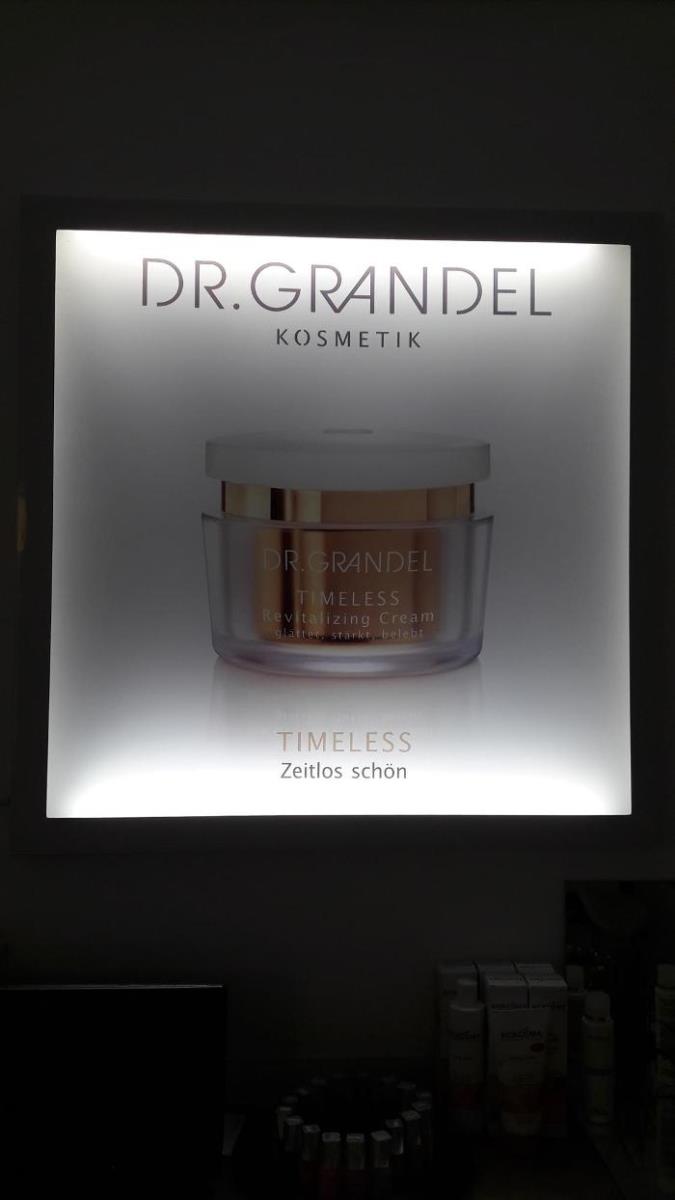 DR.GRANDEL
KOSMETIK
DR.GRANDEL
TIMELESS
Revitalizing Cream
glättet, stärkt, belebt
TIMELESS
Zeitlos schön